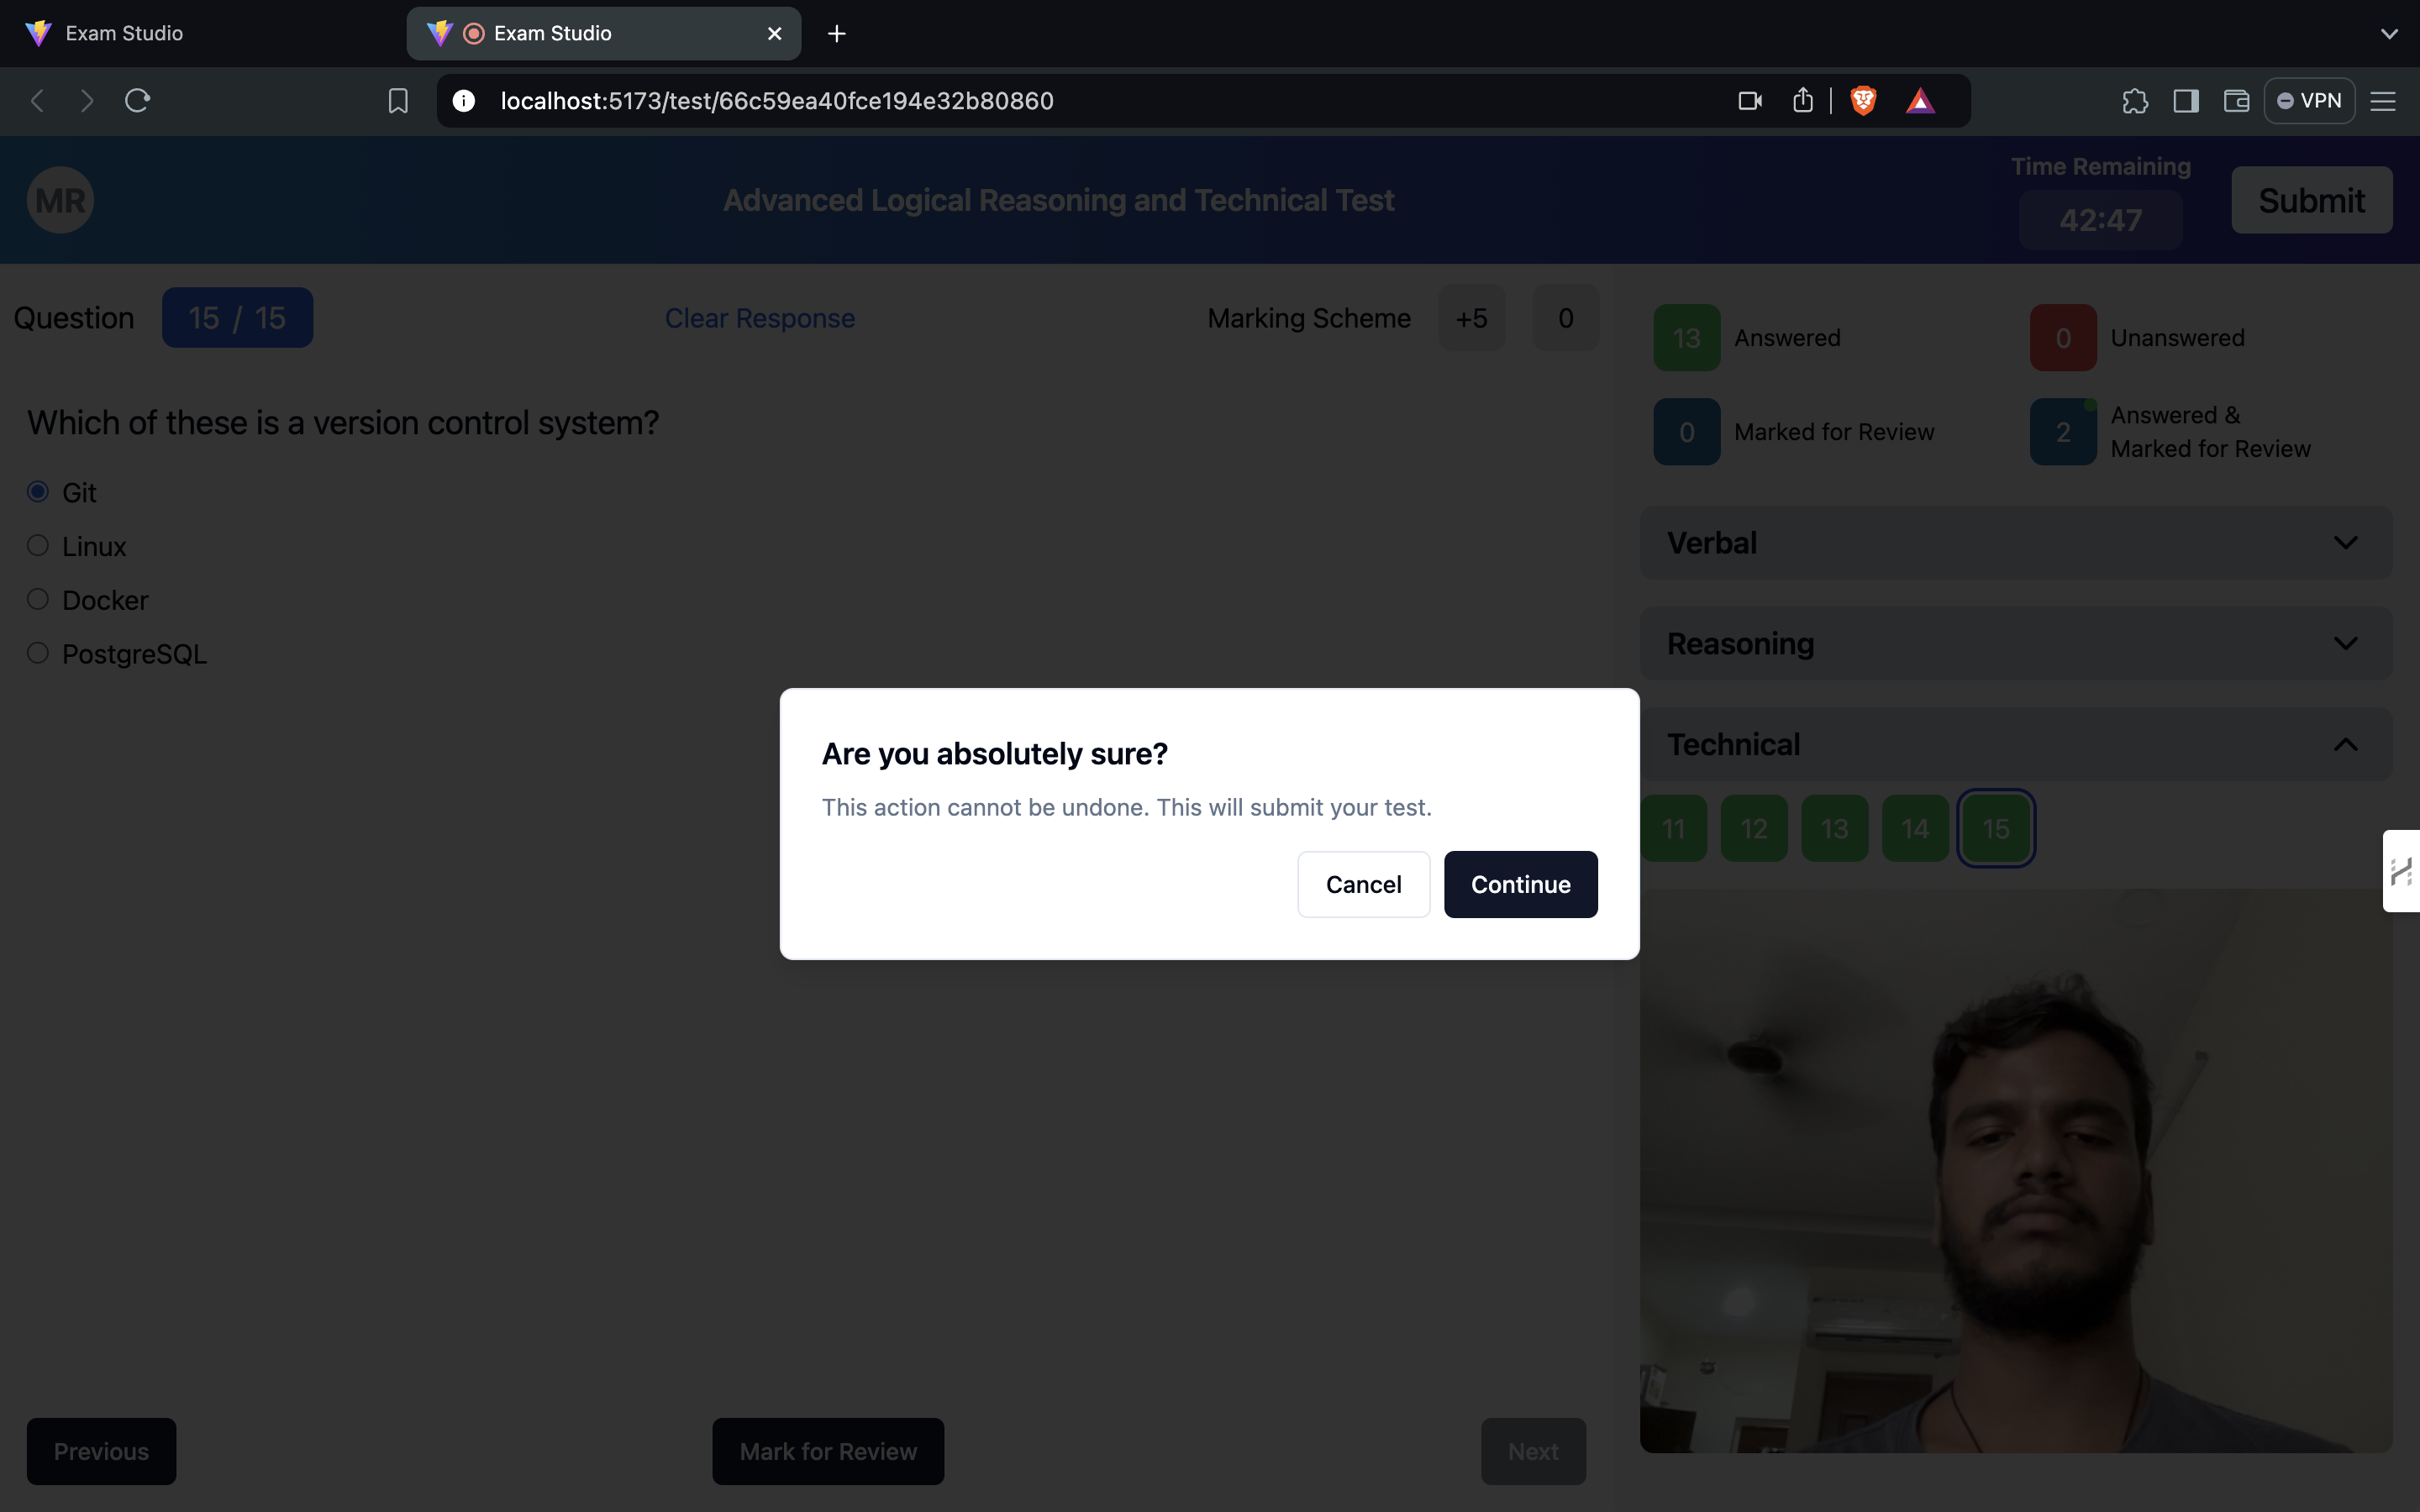 Exam Studio
Exam Studio
localhost:5173/test/66c59ea40fce194e32b80860
VPN
MR
Advanced Logical Reasoning and Technical Test
Time Remaining
42:47
Submit
Question
15 / 15
Clear Response
Marking Scheme
+5
0
13
Answered
0
Unanswered
0
Marked for Review
2
Answered &
Marked for Review
Which of these is a version control system?
Git
Linux
Docker
PostgreSQL
Verbal
Reasoning
Technical
11
12
13
14
15
Are you absolutely sure?
This action cannot be undone. This will submit your test.
Cancel
Continue
Previous
Mark for Review
Next